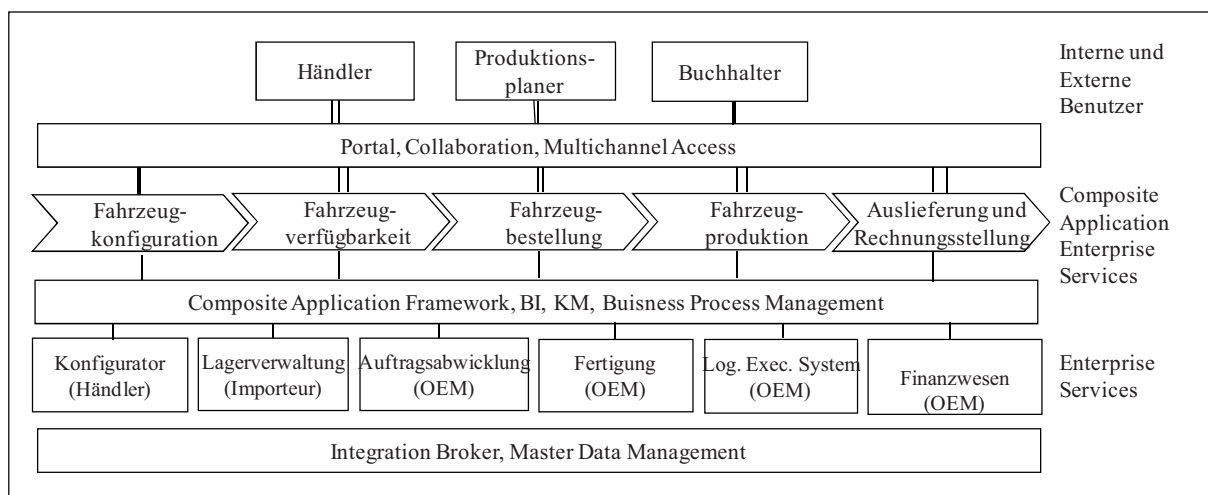 Händler
Produktions-
planer
Buchhalter
Interne und
Externe
Benutzer
Portal, Collaboration, Multichannel Access
Fahrzeug-
konfiguration
Fahrzeug-
verfügbarkeit
Fahrzeug-
bestellung
Fahrzeug-
produktion
Auslieferung und
Rechnungsstellung
Composite
Application
Enterprise
Services
Composite Application Framework, BI, KM, Buisness Process Management
Konfigurator
(Händler)
Lagerverwaltung
(Importeur)
Auftragsabwicklung
(OEM)
Fertigung
(OEM)
Log. Exec. System
(OEM)
Finanzwesen
(OEM)
Enterprise
Services
Integration Broker, Master Data Management